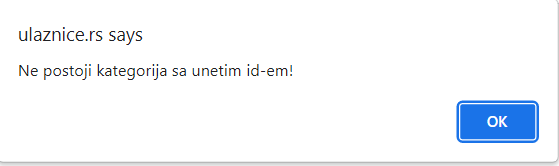 ulaznice.rs says
Ne postoji kategorija sa unetim id-em!
OK